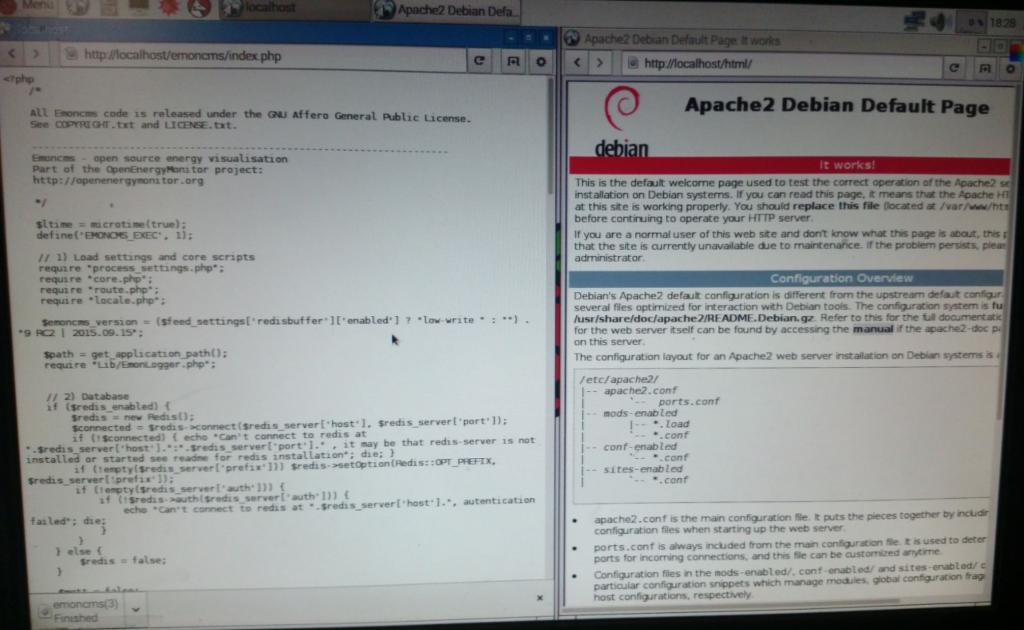 Menu
localhost
Apache2 Debian Defa...
18:28
http://localhost/emoncms/index.php
<?php
/*
All Emoncms code is released under the GNU Affero General Public License.
See COPYRIGHT.txt and LICENSE.txt.
---------------------------------------------------------------------
Emoncms - open source energy visualisation
Part of the OpenEnergyMonitor project:
http://openenergymonitor.org
*/
$ltime = microtime(true);
define('EMONCMS_EXEC', 1);
// 1) Load settings and core scripts
require "process_settings.php";
require "core.php";
require "route.php";
require "locale.php";
$emoncms_version = ($feed_settings['redisbuffer']['enabled'] ? "low-write " : "") .
"9 RC2 | 2015.09.15";
$path = get_application_path();
require "Lib/EmonLogger.php";
// 2) Database
if ($redis_enabled) {
$redis = new Redis();
$connected = $redis->connect($redis_server['host'], $redis_server['port']);
if (!$connected) { echo "Can't connect to redis at
".$redis_server['host'].":".$redis_server['port']." , it may be that redis-server is not
installed or started see readme for redis installation"; die; }
if (!empty($redis_server['prefix'])) $redis->setOption(Redis::OPT_PREFIX,
$redis_server['prefix']);
if (!empty($redis_server['auth'])) {
if (!$redis->auth($redis_server['auth'])) {
echo "Can't connect to redis at ".$redis_server['host'].", autentication
failed"; die;
}
}
} else {
$redis = false;
}
emoncms(3)
Finished
Apache2 Debian Default Page: It works
http://localhost/html/
debian
Apache2 Debian Default Page
It works!
This is the default welcome page used to test the correct operation of the Apache2 se
installation on Debian systems. If you can read this page, it means that the Apache HT
at this site is working properly. You should replace this file (located at /var/www/htm
before continuing to operate your HTTP server.
If you are a normal user of this web site and don't know what this page is about, this p
that the site is currently unavailable due to maintenance. If the problem persists, pleas
administrator.
Configuration Overview
Debian's Apache2 default configuration is different from the upstream default configur
several files optimized for interaction with Debian tools. The configuration system is fu
/usr/share/doc/apache2/README.Debian.gz. Refer to this for the full documentatic
for the web server itself can be found by accessing the manual if the apache2-doc pa
on this server.
The configuration layout for an Apache2 web server installation on Debian systems is a
/etc/apache2/
|-- apache2.conf
| `-- ports.conf
|-- mods-enabled
| |-- *.load
| `-- *.conf
|-- conf-enabled
| `-- *.conf
|-- sites-enabled
| `-- *.conf
• apache2.conf is the main configuration file. It puts the pieces together by includin
configuration files when starting up the web server.
• ports.conf is always included from the main configuration file. It is used to deter
ports for incoming connections, and this file can be customized anytime.
• Configuration files in the mods-enabled/, conf-enabled/ and sites-enabled/ d
particular configuration snippets which manage modules, global configuration fragi
host configurations, respectively.